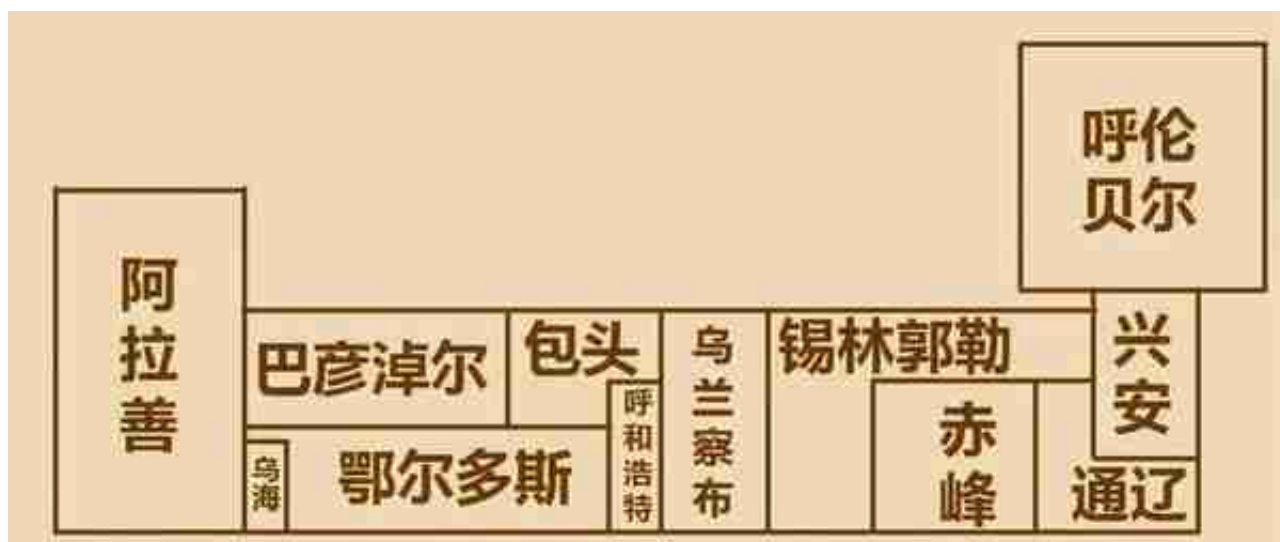 呼伦
贝尔
阿拉善
巴彦淖尔
包头
乌兰察布
锡林郭勒
兴安
呼和浩特
赤峰
乌海
鄂尔多斯
通辽